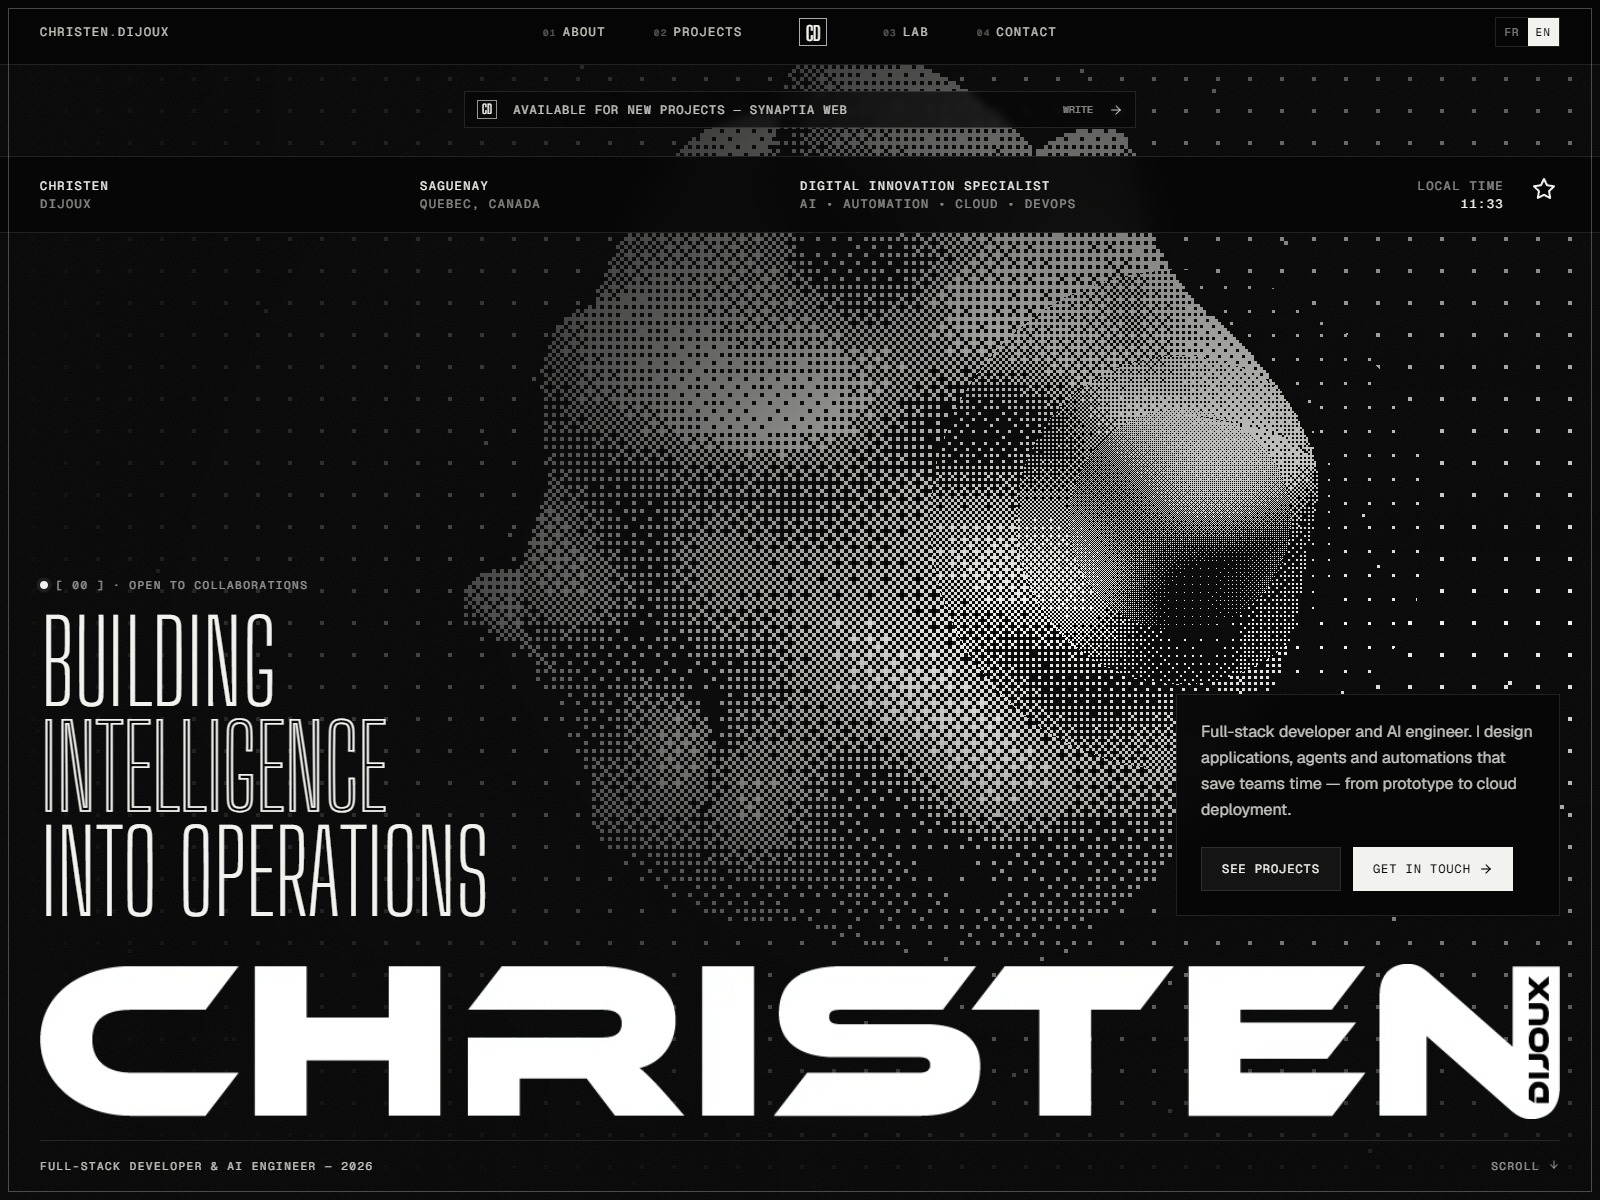 CHRISTEN.DIJOUX
01 ABOUT
02 PROJECTS
CD
03 LAB
04 CONTACT
FR EN
CD AVAILABLE FOR NEW PROJECTS — SYNAPTIA WEB WRITE →
CHRISTEN
DIJOUX
SAGUENAY
QUEBEC, CANADA
DIGITAL INNOVATION SPECIALIST
AI • AUTOMATION • CLOUD • DEVOPS
LOCAL TIME
11:33
[ 00 ] · OPEN TO COLLABORATIONS
BUILDING
INTELLIGENCE
INTO OPERATIONS
Full-stack developer and AI engineer. I design
applications, agents and automations that
save teams time — from prototype to cloud
deployment.
SEE PROJECTS
GET IN TOUCH →
CHRISTEN
DIJOUX
FULL-STACK DEVELOPER & AI ENGINEER — 2026
SCROLL ↓